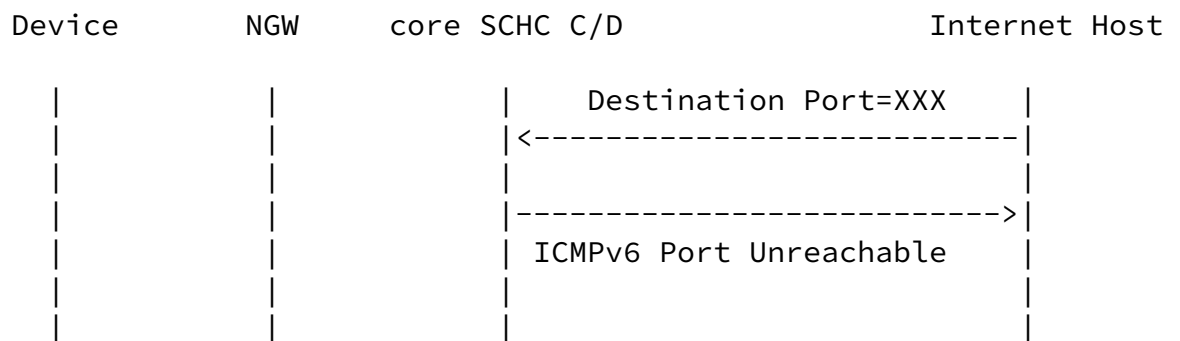 Device NGW core SCHC C/D Internet Host
Destination Port=XXX
ICMPv6 Port Unreachable